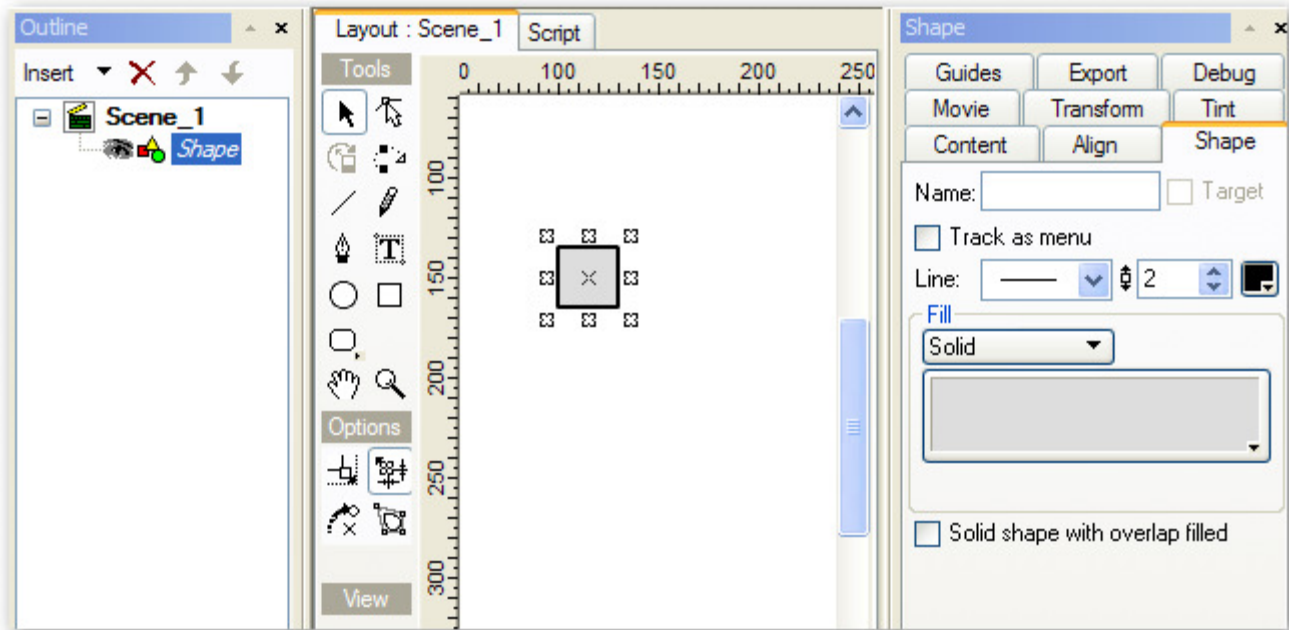 Outline
Insert
Scene_1
Shape
Layout : Scene_1 Script
Tools
0 100 150 200 250
100
150
200
250
300
T
Options
View
Shape
Guides Export Debug
Movie Transform Tint
Content Align Shape
Name: Target
Track as menu
Line: 2
Fill
Solid
Solid shape with overlap filled